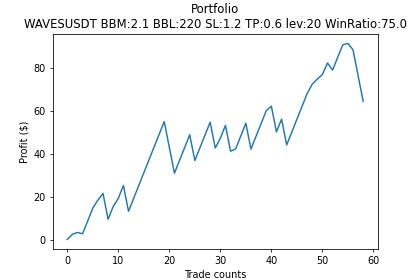 Portfolio
WAVESUSDT BBM:2.1 BBL:220 SL:1.2 TP:0.6 lev:20 WinRatio:75.0
Profit ($)
80
60
40
20
0
0 10 20 30 40 50 60
Trade counts